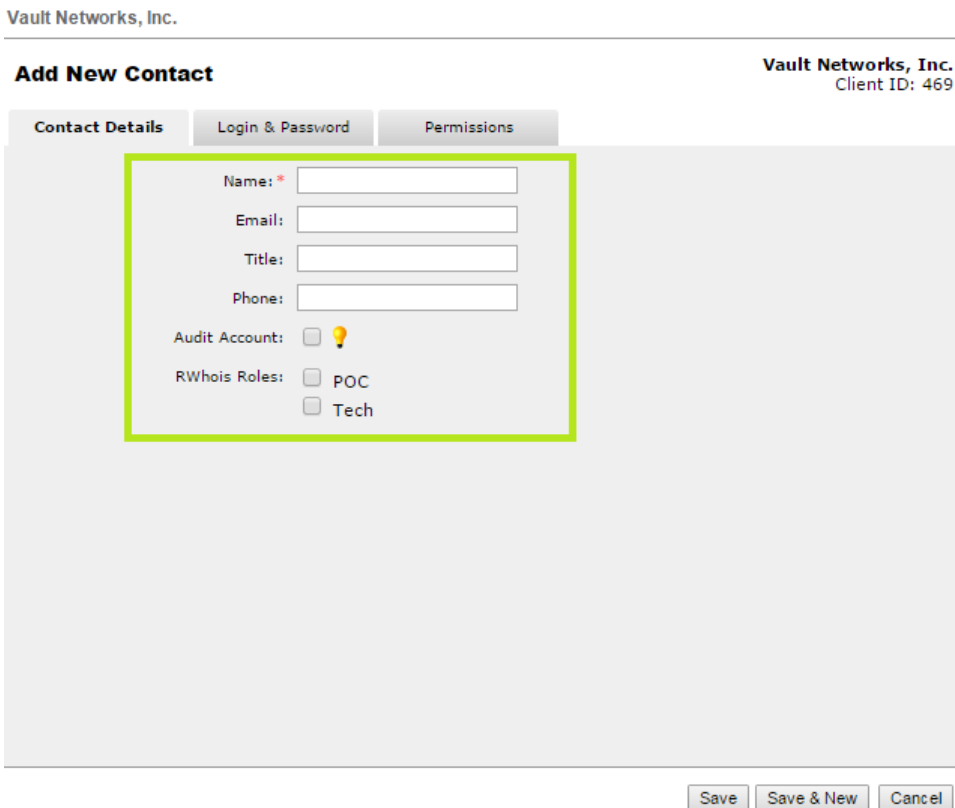 Vault Networks, Inc.
Add New Contact
Vault Networks, Inc.
Client ID: 469
Contact Details Login & Password Permissions
Name: *
Email:
Title:
Phone:
Audit Account:
RWhois Roles: POC
Tech
Save Save & New Cancel